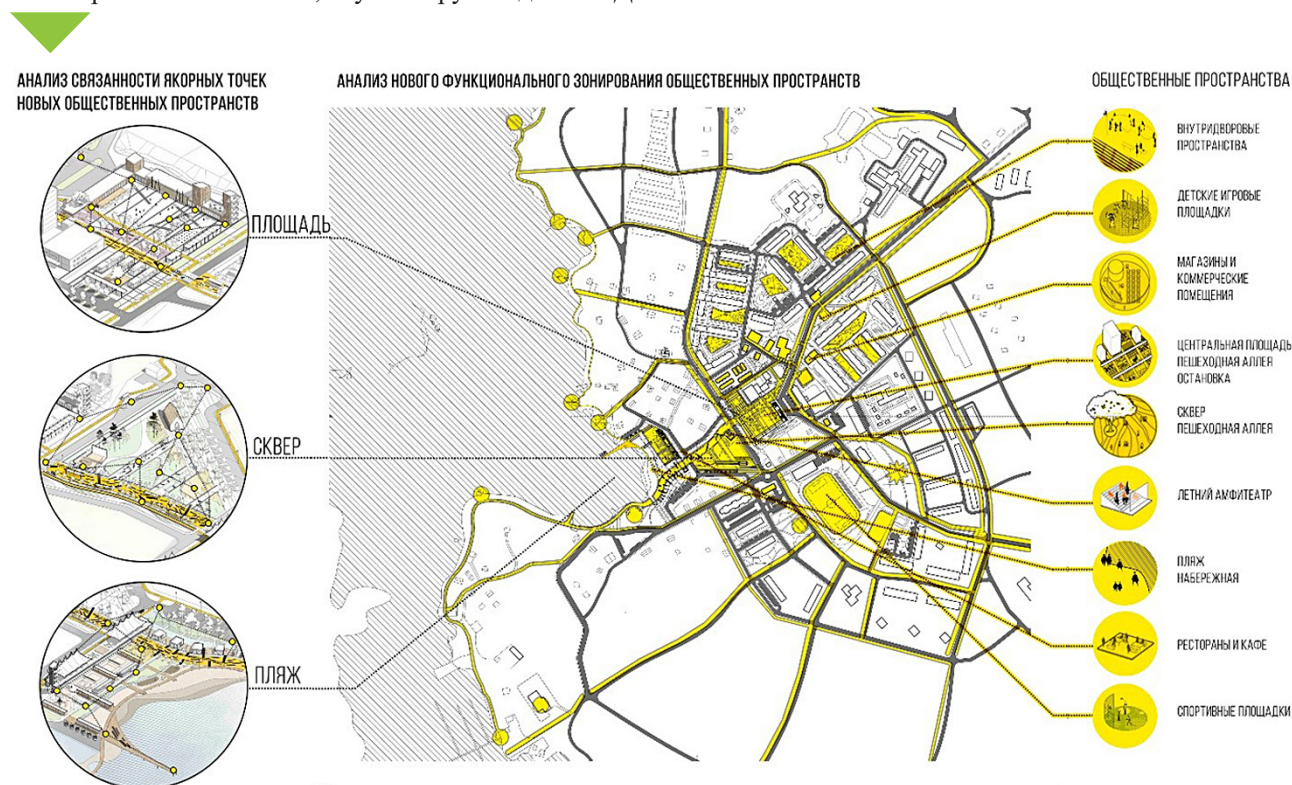 АНАЛИЗ СВЯЗАННОСТИ ЯКОРНЫХ ТОЧЕК
НОВЫХ ОБЩЕСТВЕННЫХ ПРОСТРАНСТВ
ПЛОЩАДЬ
СКВЕР
ПЛЯЖ
АНАЛИЗ НОВОГО ФУНКЦИОНАЛЬНОГО ЗОНИРОВАНИЯ ОБЩЕСТВЕННЫХ ПРОСТРАНСТВ
ОБЩЕСТВЕННЫЕ ПРОСТРАНСТВА
ВНУТРИДВОРОВЫЕ
ПРОСТРАНСТВА
ДЕТСКИЕ ИГРОВЫЕ
ПЛОЩАДКИ
МАГАЗИНЫ И
КОММЕРЧЕСКИЕ
ПОМЕЩЕНИЯ
ЦЕНТРАЛЬНАЯ ПЛОЩАДЬ
ПЕШЕХОДНАЯ АЛЛЕЯ
ОСТАНОВКА
СКВЕР
ПЕШЕХОДНАЯ АЛЛЕЯ
ЛЕТНИЙ АМФИТЕАТР
ПЛЯЖ
НАБЕРЕЖНАЯ
РЕСТОРАНЫ И КАФЕ
СПОРТИВНЫЕ ПЛОЩАДКИ